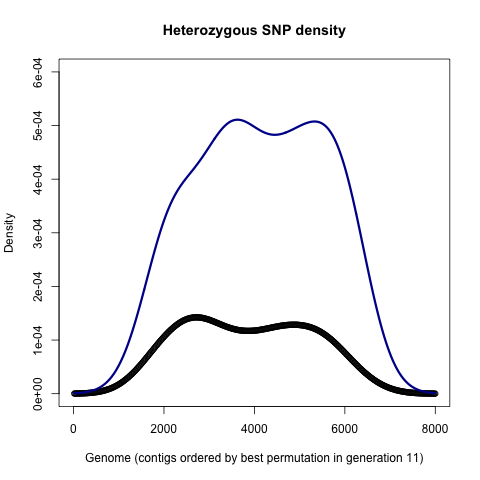 Heterozygous SNP density
Density
6e-04
5e-04
4e-04
3e-04
2e-04
1e-04
0e+00
0 2000 4000 6000 8000
Genome (contigs ordered by best permutation in generation 11)